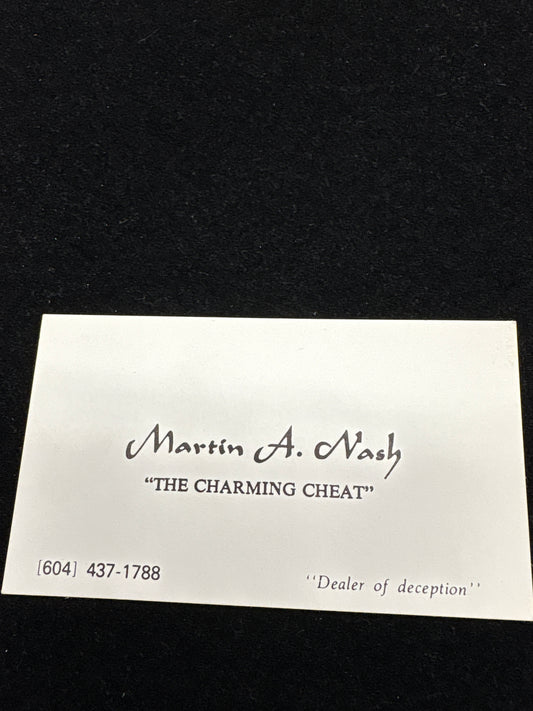 Martin A. Nash
“THE CHARMING CHEAT”
[604] 437-1788
‘‘Dealer of deception’’